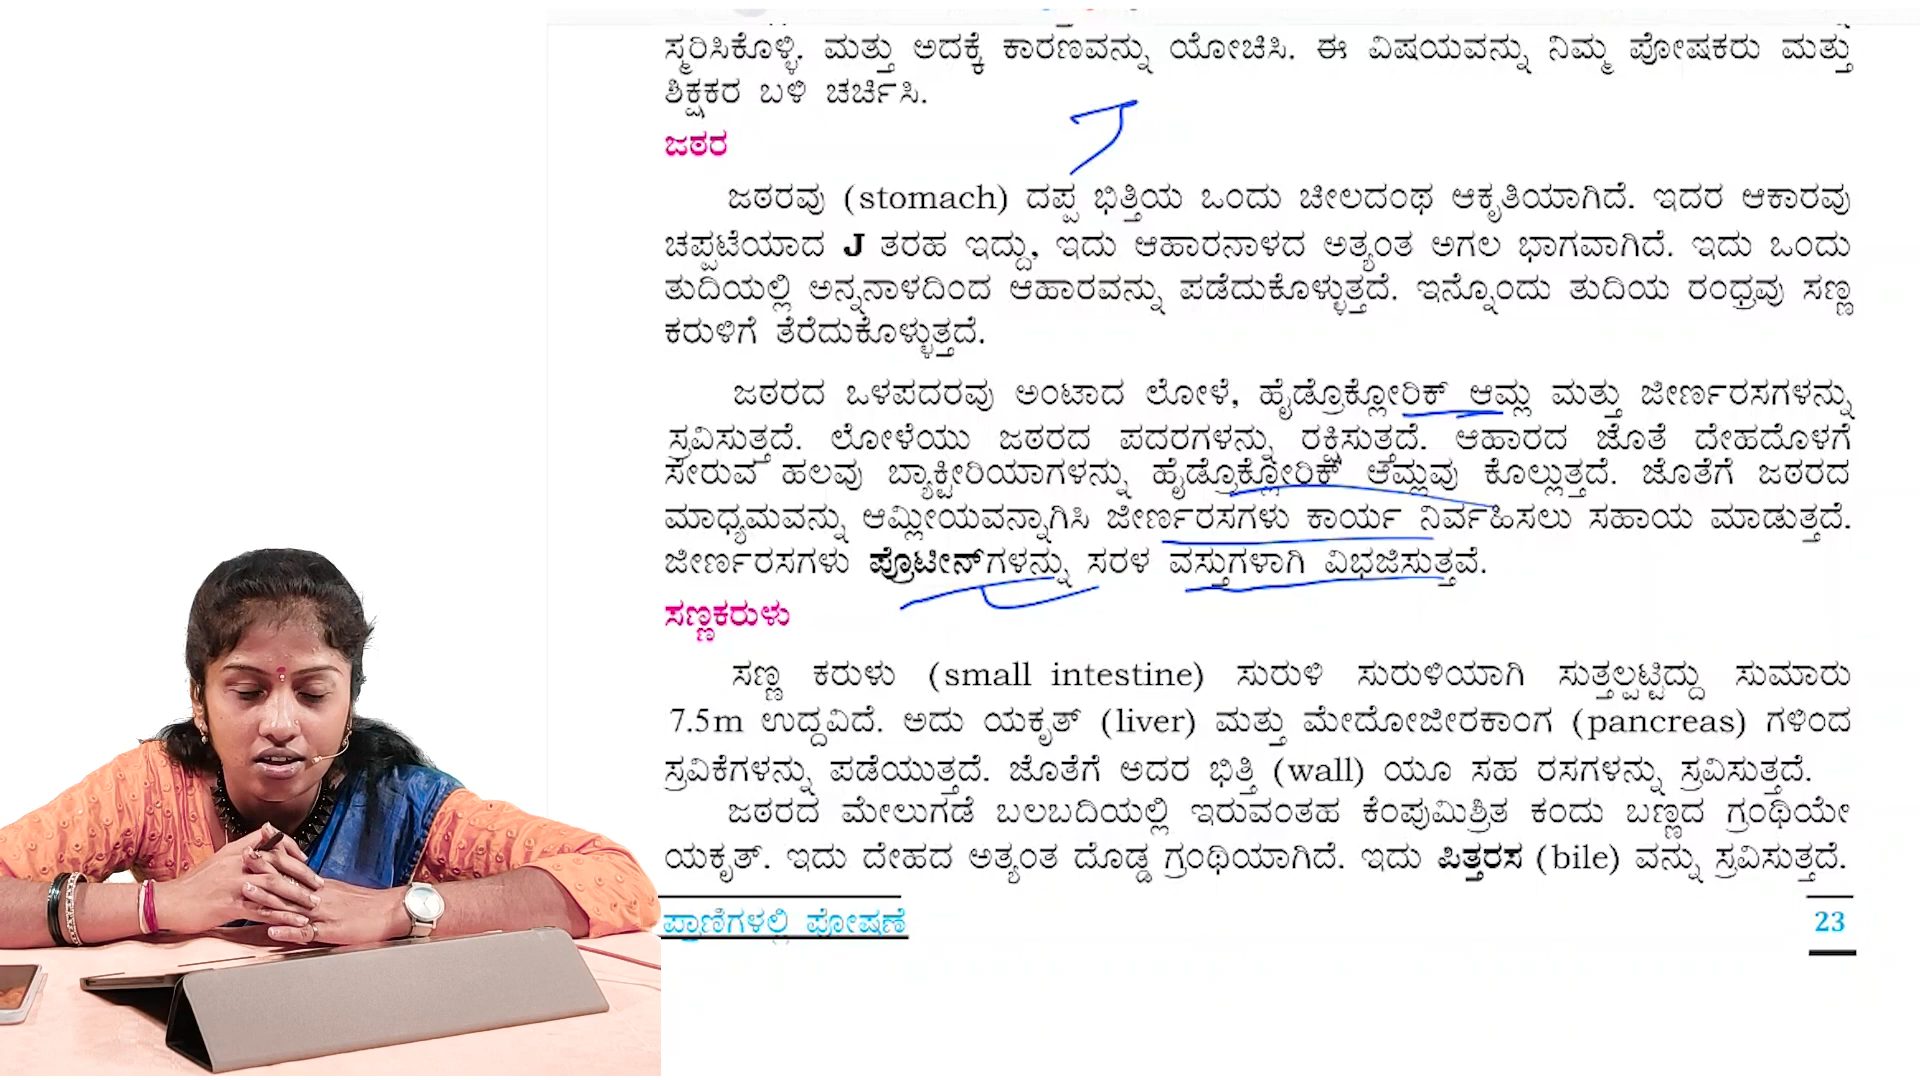 ಸ್ಮರಿಸಿಕೊಳ್ಳಿ. ಮತ್ತು ಅದಕ್ಕೆ ಕಾರಣವನ್ನು ಯೋಚಿಸಿ. ಈ ವಿಷಯವನ್ನು ನಿಮ್ಮ ಪೋಷಕರು ಮತ್ತು
ಶಿಕ್ಷಕರ ಬಳಿ ಚರ್ಚಿಸಿ.
ಜಠರ
ಜಠರವು (stomach) ದಪ್ಪ ಭಿತ್ತಿಯ ಒಂದು ಚೀಲದಂಥ ಆಕೃತಿಯಾಗಿದೆ. ಇದರ ಆಕಾರವು
ಚಪ್ಪಟೆಯಾದ J ತರಹ ಇದ್ದು, ಇದು ಆಹಾರನಾಳದ ಅತ್ಯಂತ ಅಗಲ ಭಾಗವಾಗಿದೆ. ಇದು ಒಂದು
ತುದಿಯಲ್ಲಿ ಅನ್ನನಾಳದಿಂದ ಆಹಾರವನ್ನು ಪಡೆದುಕೊಳ್ಳುತ್ತದೆ. ಇನ್ನೊಂದು ತುದಿಯ ರಂಧ್ರವು ಸಣ್ಣ
ಕರುಳಿಗೆ ತೆರೆದುಕೊಳ್ಳುತ್ತದೆ.
ಜಠರದ ಒಳಪದರವು ಅಂಟಾದ ಲೋಳೆ, ಹೈಡ್ರೊಕ್ಲೋರಿಕ್ ಆಮ್ಲ ಮತ್ತು ಜೀರ್ಣರಸಗಳನ್ನು
ಸ್ರವಿಸುತ್ತದೆ. ಲೋಳೆಯು ಜಠರದ ಪದರಗಳನ್ನು ರಕ್ಷಿಸುತ್ತದೆ. ಆಹಾರದ ಜೊತೆ ದೇಹದೊಳಗೆ
ಸೇರುವ ಹಲವು ಬ್ಯಾಕ್ಟೀರಿಯಾಗಳನ್ನು ಹೈಡ್ರೊಕ್ಲೋರಿಕ್ ಆಮ್ಲವು ಕೊಲ್ಲುತ್ತದೆ. ಜೊತೆಗೆ ಜಠರದ
ಮಾಧ್ಯಮವನ್ನು ಆಮ್ಲೀಯವನ್ನಾಗಿಸಿ ಜೀರ್ಣರಸಗಳು ಕಾರ್ಯ ನಿರ್ವಹಿಸಲು ಸಹಾಯ ಮಾಡುತ್ತದೆ.
ಜೀರ್ಣರಸಗಳು ಪ್ರೊಟೀನ್‌ಗಳನ್ನು ಸರಳ ವಸ್ತುಗಳಾಗಿ ವಿಭಜಿಸುತ್ತವೆ.
ಸಣ್ಣಕರುಳು
ಸಣ್ಣ ಕರುಳು (small intestine) ಸುರುಳಿ ಸುರುಳಿಯಾಗಿ ಸುತ್ತಲ್ಪಟ್ಟಿದ್ದು ಸುಮಾರು
7.5m ಉದ್ದವಿದೆ. ಅದು ಯಕೃತ್ (liver) ಮತ್ತು ಮೇದೋಜೀರಕಾಂಗ (pancreas) ಗಳಿಂದ
ಸ್ರವಿಕೆಗಳನ್ನು ಪಡೆಯುತ್ತದೆ. ಜೊತೆಗೆ ಅದರ ಭಿತ್ತಿ (wall) ಯೂ ಸಹ ರಸಗಳನ್ನು ಸ್ರವಿಸುತ್ತದೆ.
ಜಠರದ ಮೇಲುಗಡೆ ಬಲಬದಿಯಲ್ಲಿ ಇರುವಂತಹ ಕೆಂಪುಮಿಶ್ರಿತ ಕಂದು ಬಣ್ಣದ ಗ್ರಂಥಿಯೇ
ಯಕೃತ್. ಇದು ದೇಹದ ಅತ್ಯಂತ ದೊಡ್ಡ ಗ್ರಂಥಿಯಾಗಿದೆ. ಇದು ಪಿತ್ತರಸ (bile) ವನ್ನು ಸ್ರವಿಸುತ್ತದೆ.
ಪ್ರಾಣಿಗಳಲ್ಲಿ ಪೋಷಣೆ
23